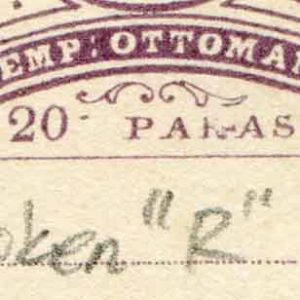 EMP: OTTOMA
20 PARAS
oken "R"